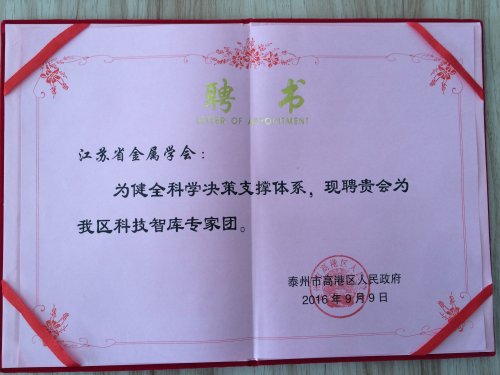 聘 书
LETTER OF APPOINTMENT
江苏省金属学会：
为健全科学决策支撑体系，现聘贵会为
我区科技智库专家团。
泰州市高港区人民政府
2016年9月9日